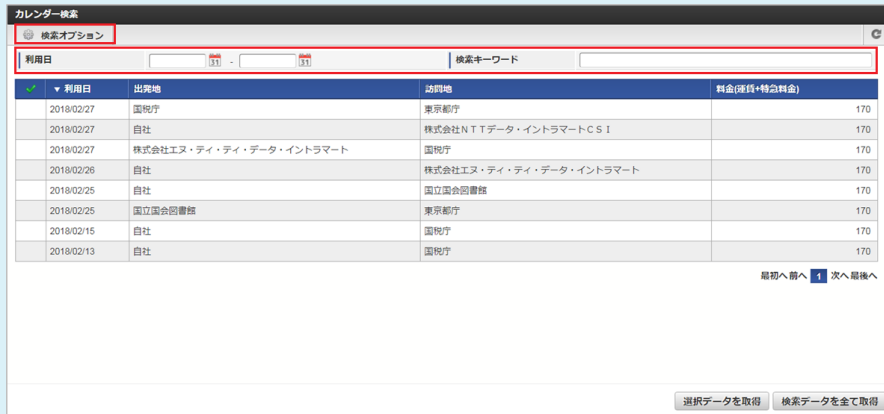 カレンダー検索
検索オプション
利用日 31 - 31 検索キーワード
▼ 利用日 出発地 訪問地 料金(運賃+特急料金)
2018/02/27 国税庁 東京都庁 170
2018/02/27 自社 株式会社NTTデータ・イントラマートCSI 170
2018/02/27 株式会社エヌ・ティ・ティ・データ・イントラマート 国税庁 170
2018/02/26 自社 株式会社エヌ・ティ・ティ・データ・イントラマート 170
2018/02/25 自社 国立国会図書館 170
2018/02/25 国立国会図書館 東京都庁 170
2018/02/15 自社 国税庁 170
2018/02/13 自社 国税庁 170
最初へ 前へ 1 次へ 最後へ
選択データを取得 検索データを全て取得